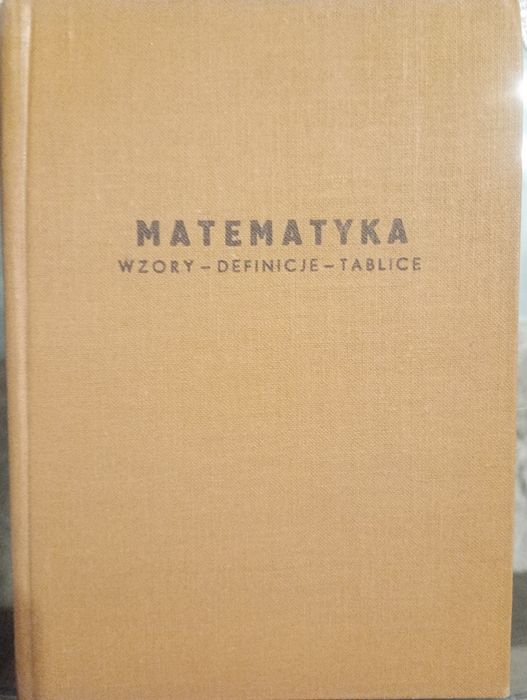 MATEMATYKA
WZORY – DEFINICJE – TABLICE